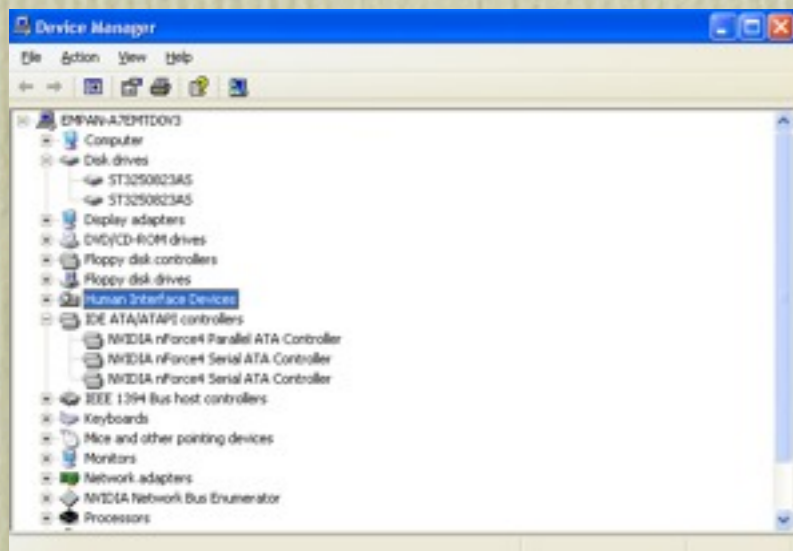 Device Manager
File Action View Help
EMPAN-A7EMTD0V3
Computer
Disk drives
ST3250823AS
ST3250823AS
Display adapters
DVD/CD-ROM drives
Floppy disk controllers
Floppy disk drives
Human Interface Devices
IDE ATA/ATAPI controllers
NVIDIA nForce4 Parallel ATA Controller
NVIDIA nForce4 Serial ATA Controller
NVIDIA nForce4 Serial ATA Controller
IEEE 1394 Bus host controllers
Keyboards
Mice and other pointing devices
Monitors
Network adapters
NVIDIA Network Bus Enumerator
Processors